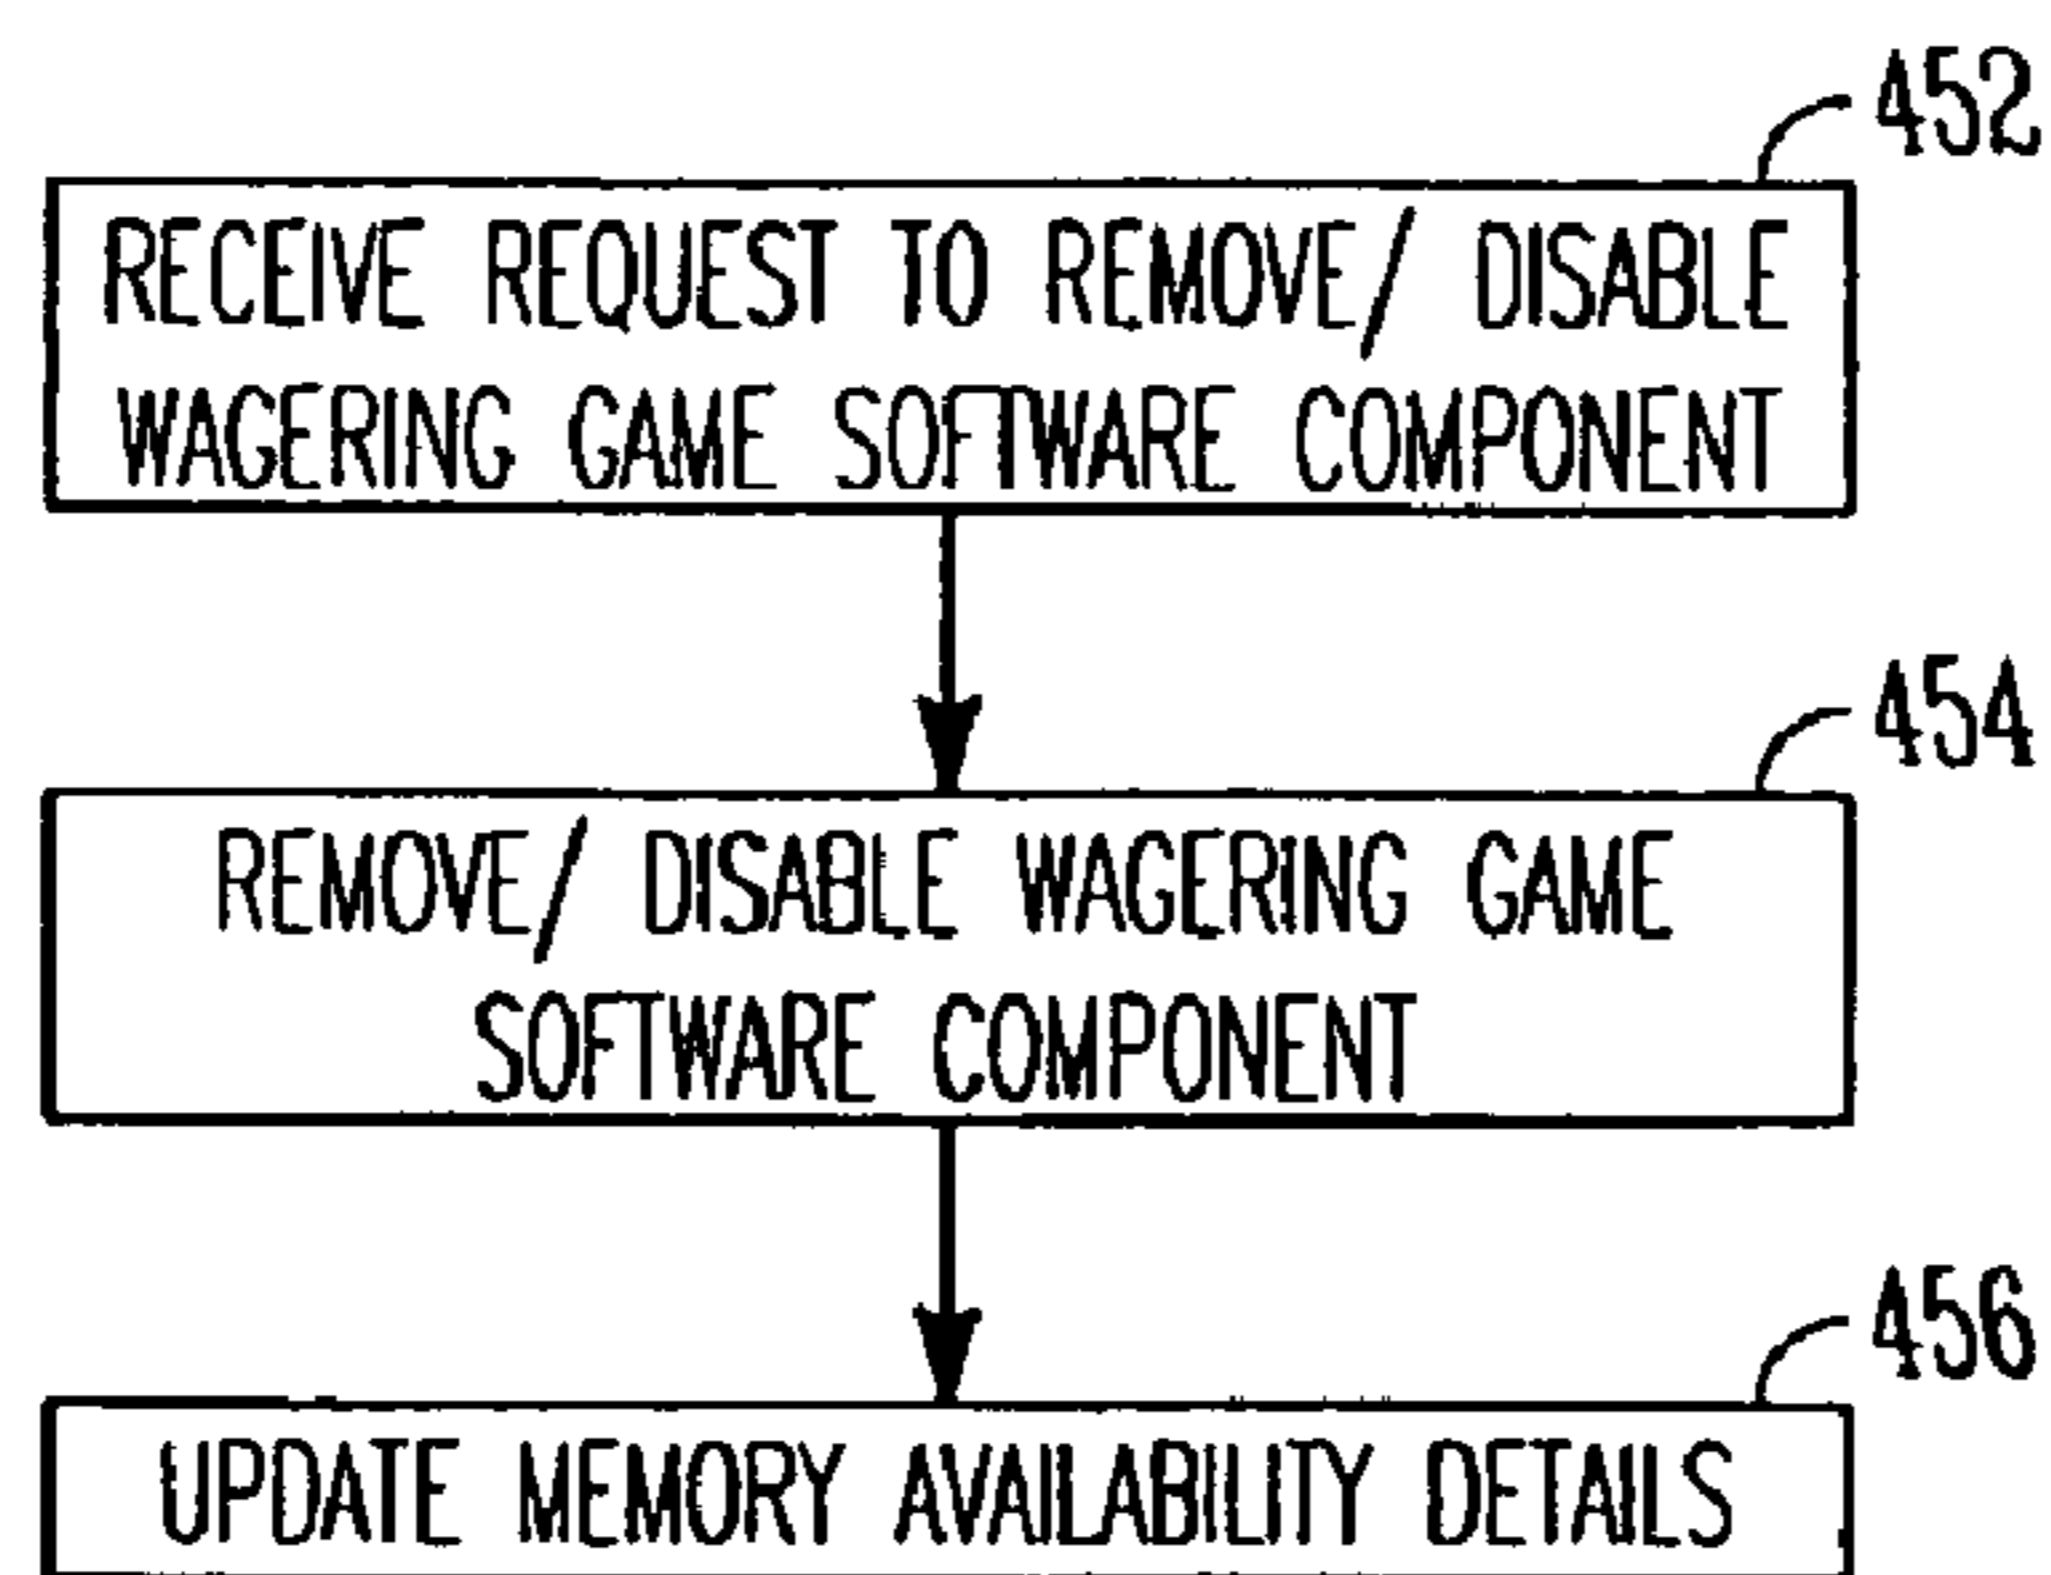 452
RECEIVE REQUEST TO REMOVE/ DISABLE
WAGERING GAME SOFTWARE COMPONENT
454
REMOVE/ DISABLE WAGERING GAME
SOFTWARE COMPONENT
456
UPDATE MEMORY AVAILABILITY DETAILS